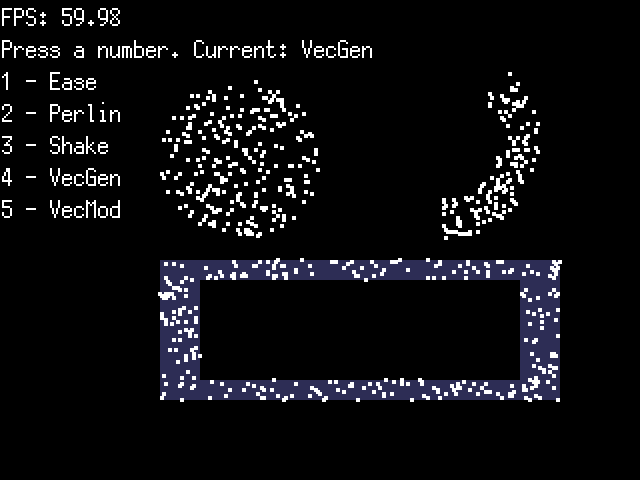 FPS: 59.98
Press a number. Current: VecGen
1 - Ease
2 - Perlin
3 - Shake
4 - VecGen
5 - VecMod